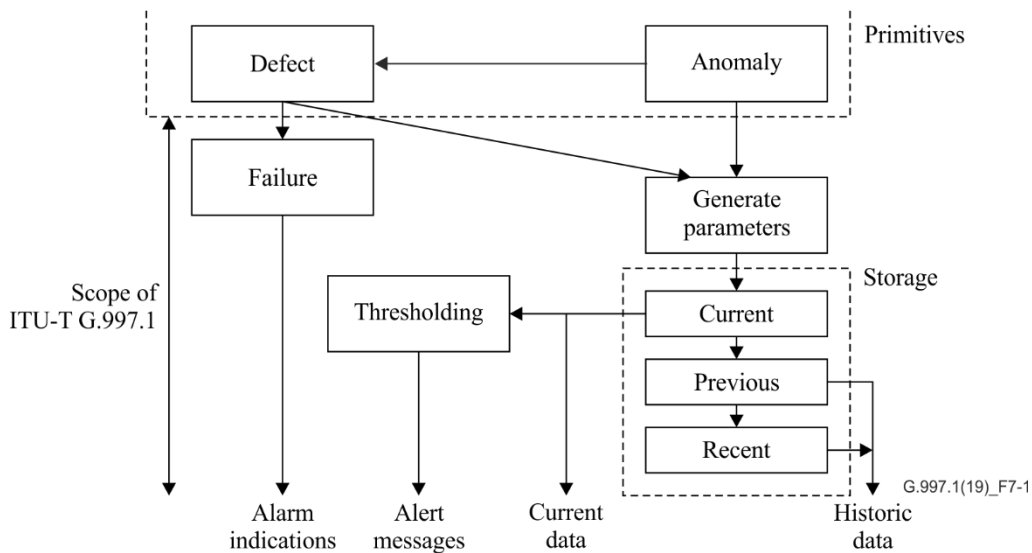 Primitives
Defect
Anomaly
Failure
Generate
parameters
Scope of
ITU-T G.997.1
Storage
Thresholding
Current
Previous
Recent
G.997.1(19)_F7-1
Alarm
indications
Alert
messages
Current
data
Historic
data